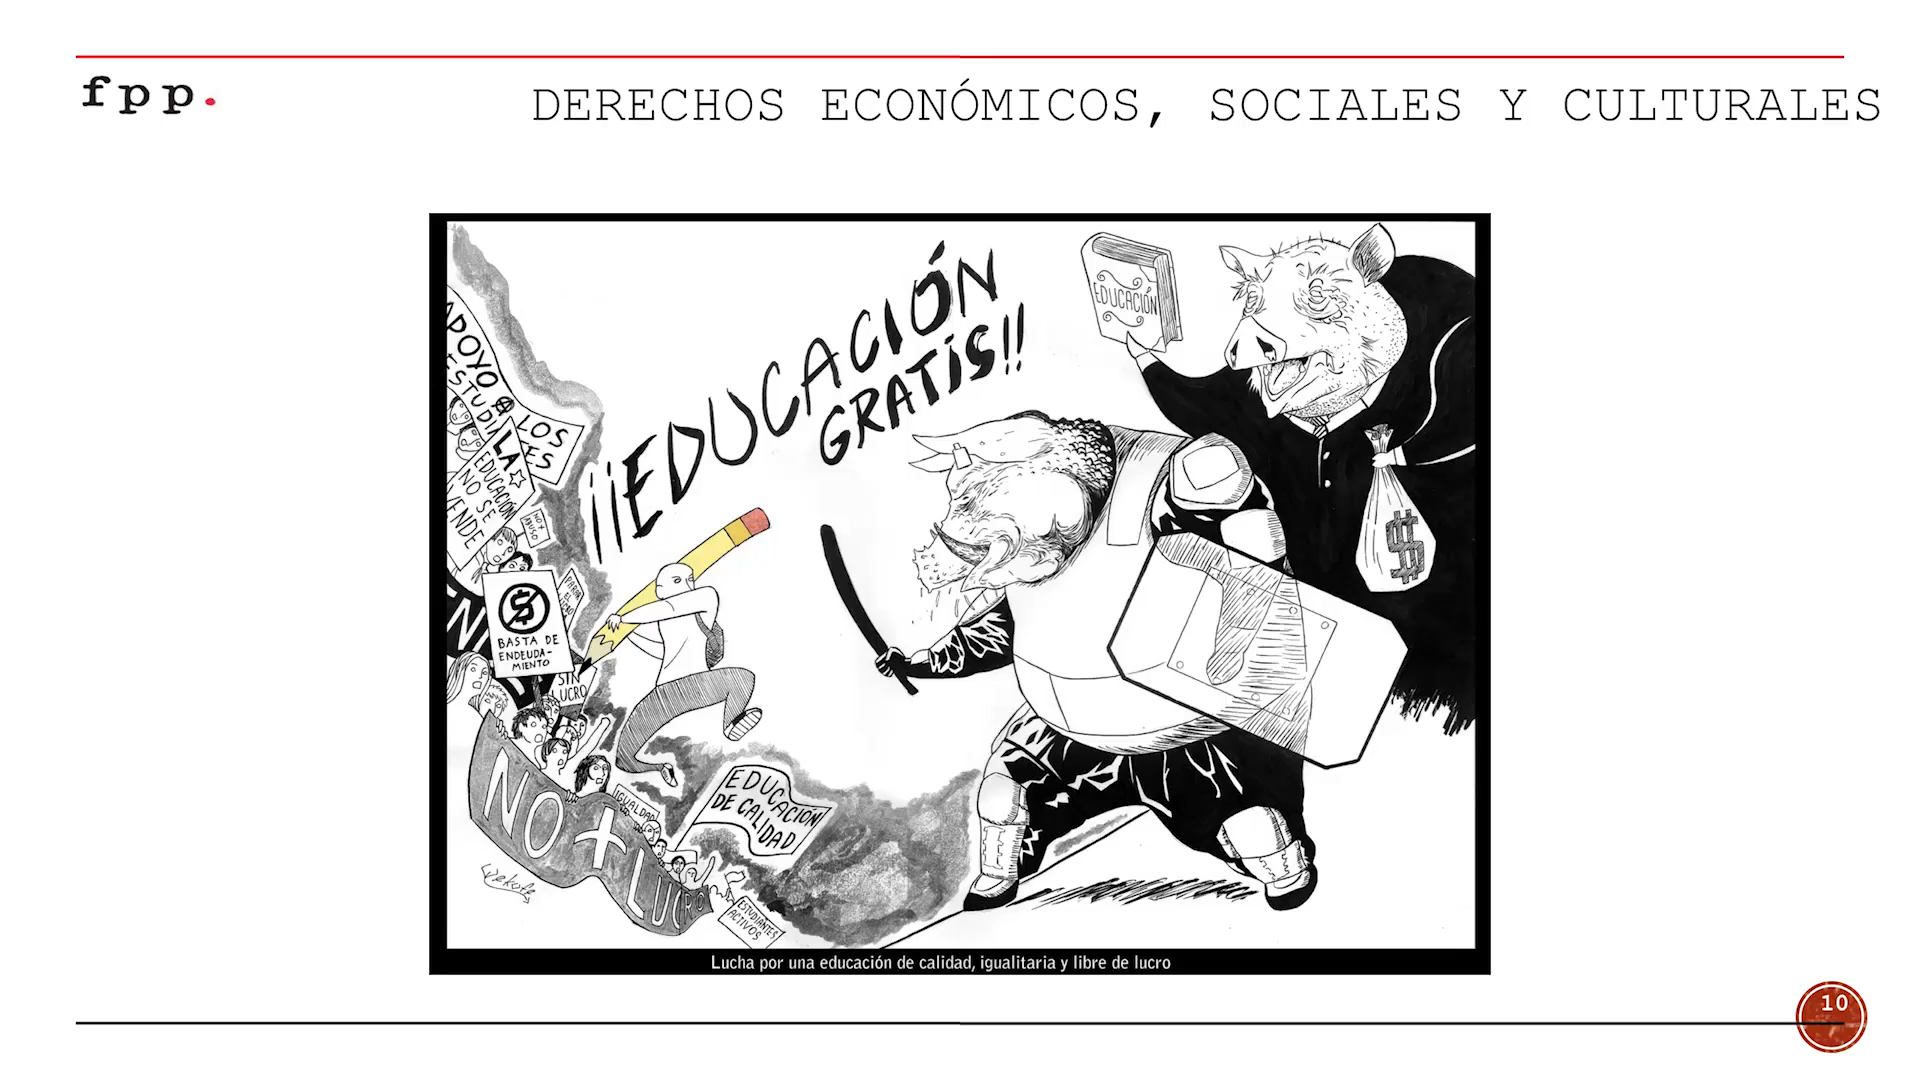 fpp.
DERECHOS ECONÓMICOS, SOCIALES Y CULTURALES
¡¡EDUCACIÓN
GRATIS!!
EDUCACIÓN
APOYO A LOS
ESTUDIANTES
LA
EDUCACIÓN
NO SE
VENDE
BASTA DE
ENDEUDA-
MIENTO
SIN
LUCRO
NO + LUCRO
IGUALDAD
EDUCACIÓN
DE CALIDAD
ESTUDIANTES
ACTIVOS
$
Lucha por una educación de calidad, igualitaria y libre de lucro
10